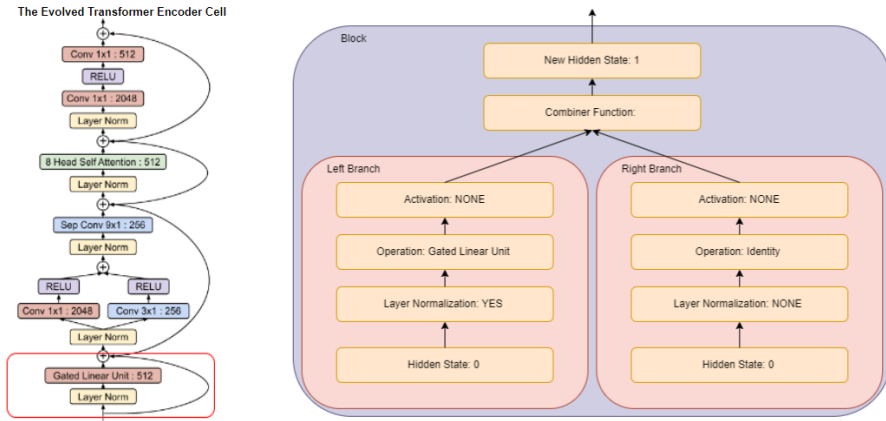 The Evolved Transformer Encoder Cell
Conv 1x1 : 512
RELU
Conv 1x1 : 2048
Layer Norm
8 Head Self Attention : 512
Layer Norm
Sep Conv 9x1 : 256
Layer Norm
RELU
RELU
Conv 1x1 : 2048
Conv 3x1 : 256
Layer Norm
Gated Linear Unit : 512
Layer Norm
Block
New Hidden State: 1
Combiner Function:
Left Branch
Activation: NONE
Operation: Gated Linear Unit
Layer Normalization: YES
Hidden State: 0
Right Branch
Activation: NONE
Operation: Identity
Layer Normalization: NONE
Hidden State: 0